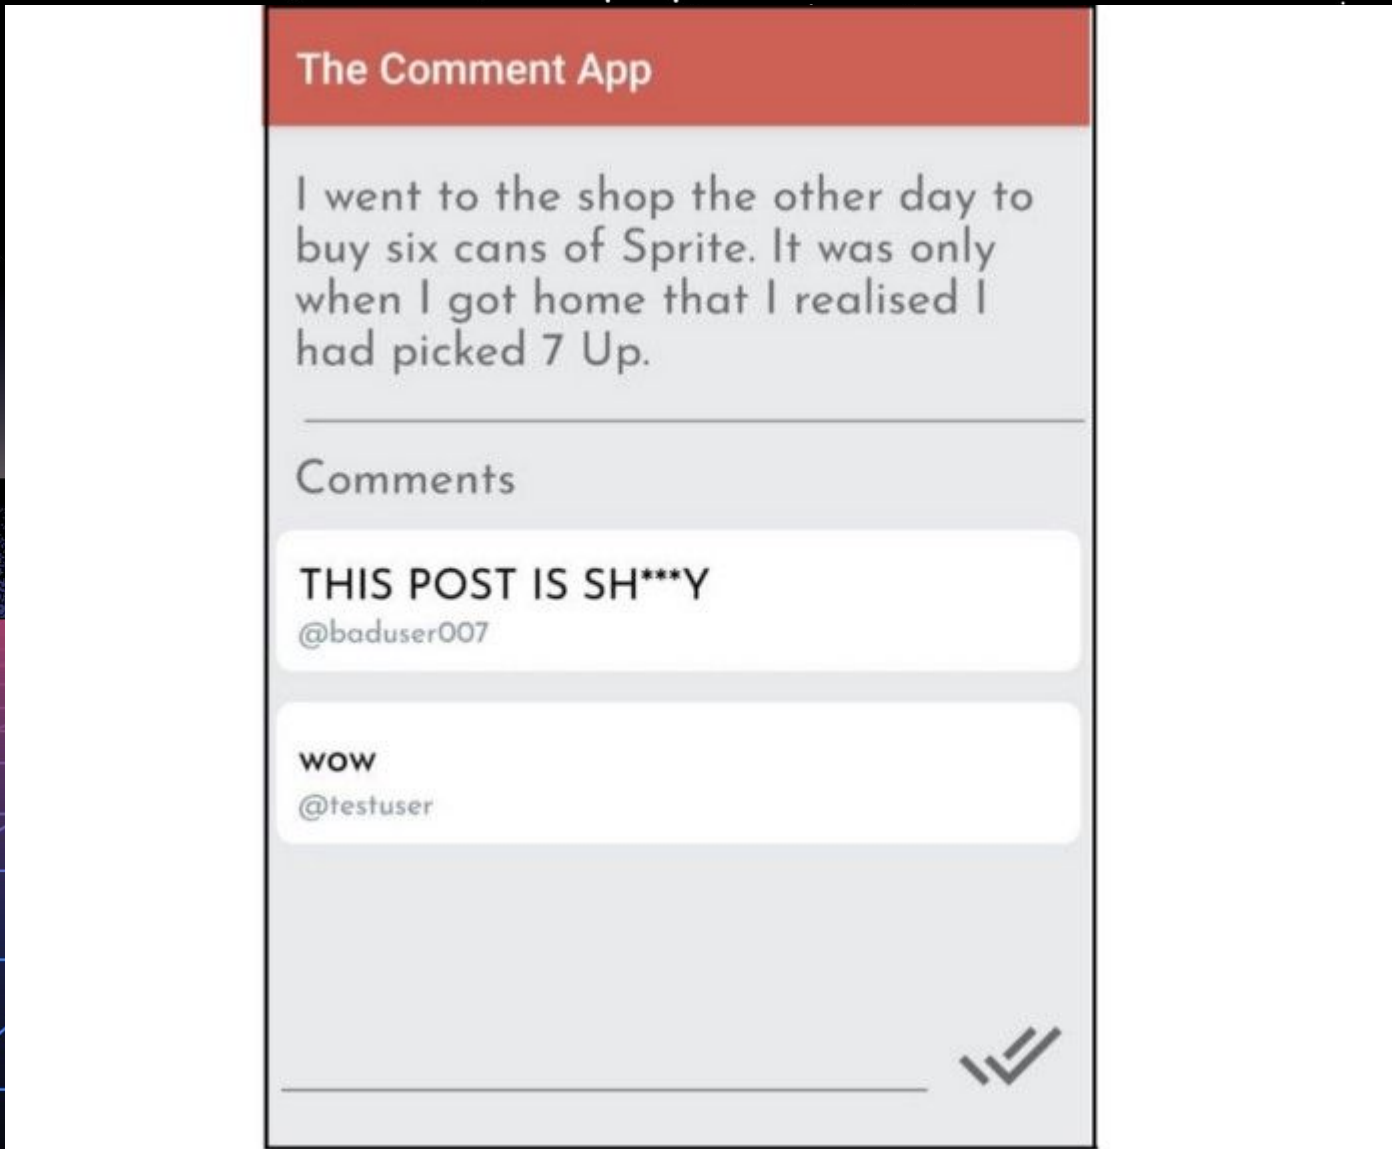 The Comment App
I went to the shop the other day to
buy six cans of Sprite. It was only
when I got home that I realised I
had picked 7 Up.
Comments
THIS POST IS SH***Y
@baduser007
wow
@testuser